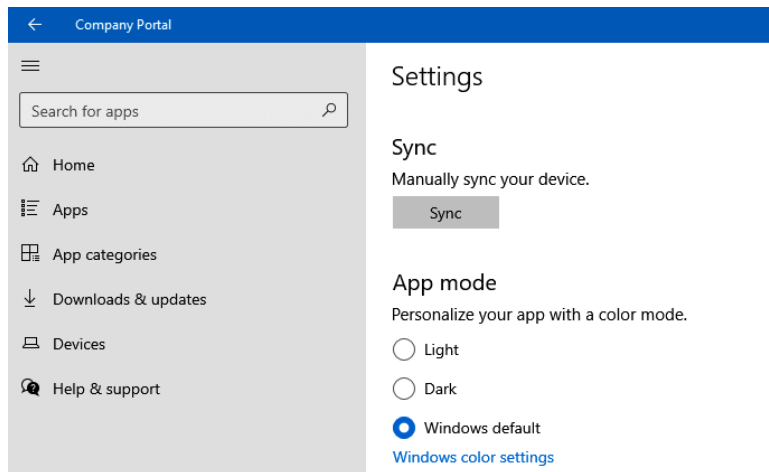 Company Portal
Search for apps
Home
Apps
App categories
Downloads & updates
Devices
Help & support
Settings
Sync
Manually sync your device.
Sync
App mode
Personalize your app with a color mode.
Light
Dark
Windows default
Windows color settings